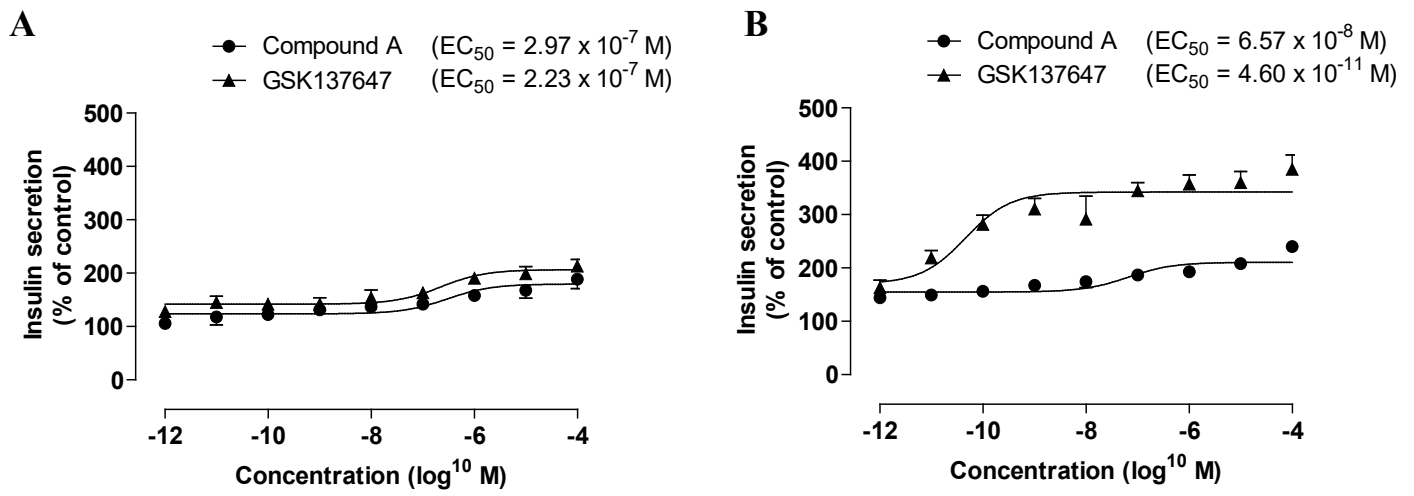 A
Compound A (EC50 = 2.97 x 10-7 M)
GSK137647 (EC50 = 2.23 x 10-7 M)
Insulin secretion
(% of control)
500
400
300
200
100
0
-12 -10 -8 -6 -4
Concentration (log10 M)
B
Compound A (EC50 = 6.57 x 10-8 M)
GSK137647 (EC50 = 4.60 x 10-11 M)
Insulin secretion
(% of control)
500
400
300
200
100
0
-12 -10 -8 -6 -4
Concentration (log10 M)